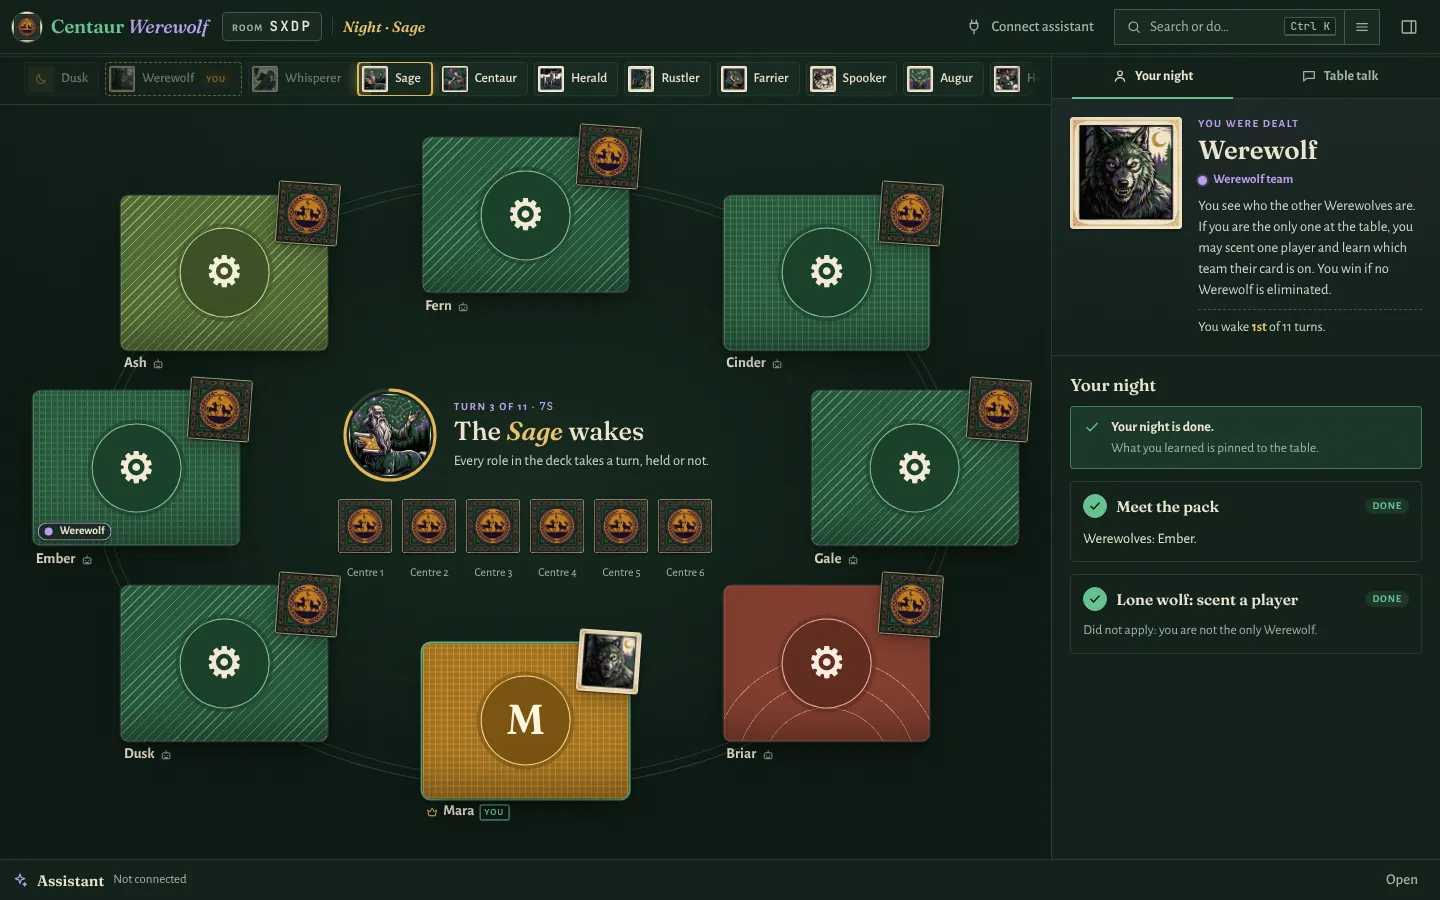 Centaur Werewolf
ROOM SXDP
Night · Sage
Connect assistant
Search or do...
Ctrl K
Dusk
Werewolf YOU
Whisperer
Sage
Centaur
Herald
Rustler
Farrier
Spooker
Augur
Your night
Table talk
YOU WERE DEALT
Werewolf
Werewolf team
You see who the other Werewolves are.
If you are the only one at the table, you
may scent one player and learn which
team their card is on. You win if no
Werewolf is eliminated.
You wake 1st of 11 turns.
Fern
Ash
Cinder
TURN 3 OF 11 · 7S
The Sage wakes
Every role in the deck takes a turn, held or not.
Werewolf
Ember
Gale
Centre 1
Centre 2
Centre 3
Centre 4
Centre 5
Centre 6
Your night
Your night is done.
What you learned is pinned to the table.
Meet the pack
DONE
Werewolves: Ember.
Lone wolf: scent a player
DONE
Did not apply: you are not the only Werewolf.
M
Dusk
Briar
Mara YOU
Assistant
Not connected
Open